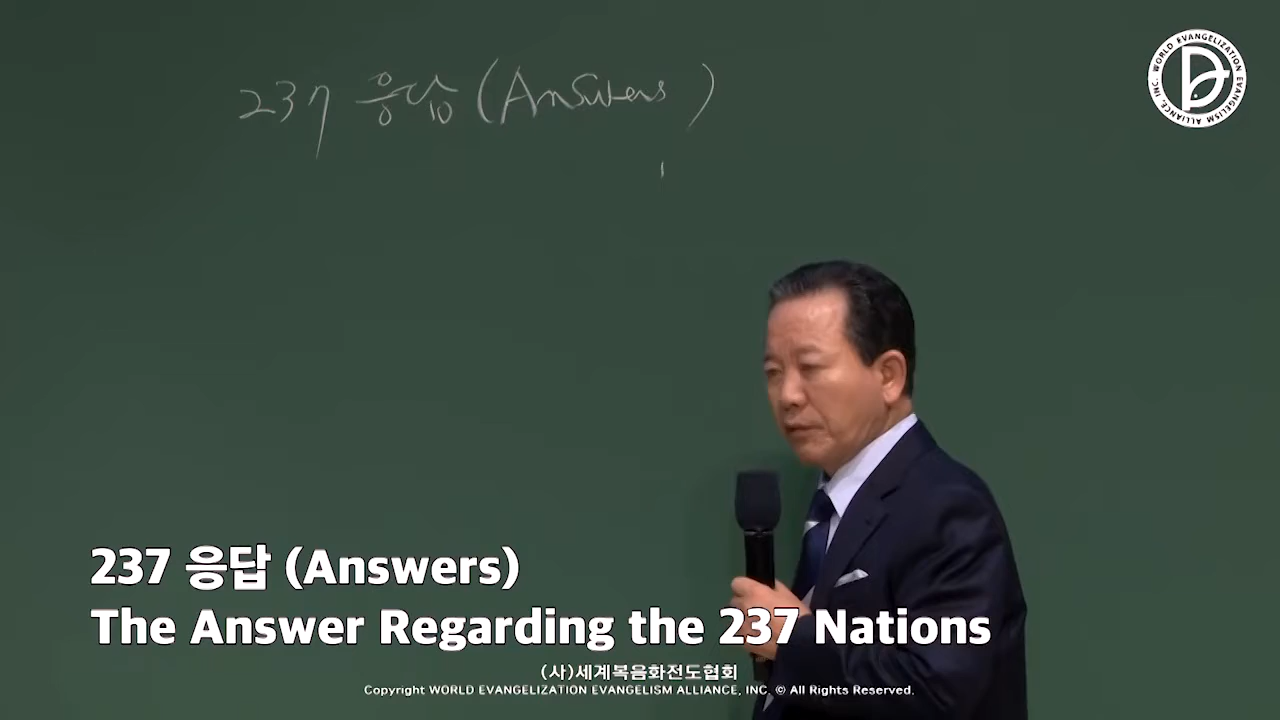 237 응답 (Answers)
WORLD EVANGELIZATION EVANGELISM ALLIANCE, INC.
237 응답 (Answers)
The Answer Regarding the 237 Nations
(사)세계복음화전도협회
Copyright WORLD EVANGELIZATION EVANGELISM ALLIANCE, INC. © All Rights Reserved.